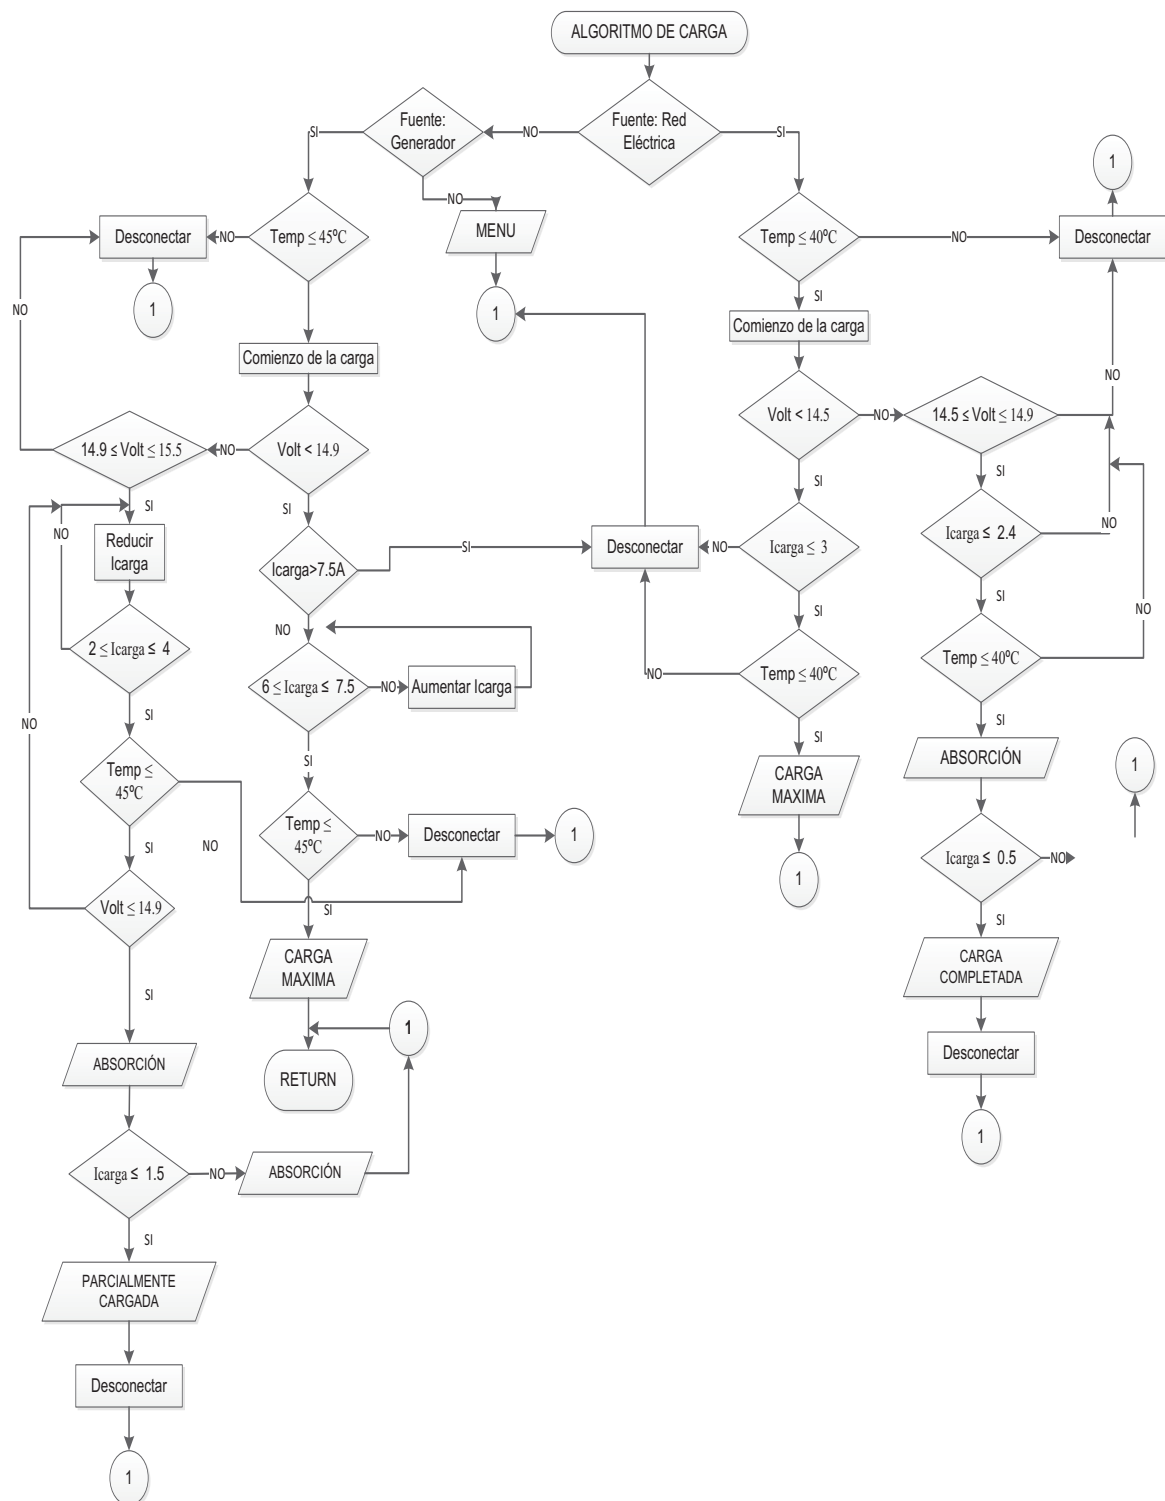 ALGORITMO DE CARGA
Fuente: Red
Eléctrica
NO
SI
Fuente:
Generador
SI
NO
MENU
1
Temp ≤ 45ºC
NO
Desconectar
1
NO
Comienzo de la carga
Volt < 14.9
NO
14.9 ≤ Volt ≤ 15.5
SI
Reducir
Icarga
NO
2 ≤ Icarga ≤ 4
SI
NO
Temp ≤
45ºC
SI
NO
Volt ≤ 14.9
SI
ABSORCIÓN
Icarga ≤ 1.5
NO
ABSORCIÓN
1
SI
PARCIALMENTE
CARGADA
Desconectar
1
SI
Icarga>7.5A
SI
NO
6 ≤ Icarga ≤ 7.5
NO
Aumentar Icarga
SI
Temp ≤
45ºC
NO
Desconectar
1
SI
CARGA
MAXIMA
RETURN
Temp ≤ 40ºC
NO
Desconectar
1
SI
Comienzo de la carga
Volt < 14.5
NO
SI
Icarga ≤ 3
NO
Desconectar
SI
Temp ≤ 40ºC
NO
SI
CARGA
MAXIMA
1
14.5 ≤ Volt ≤ 14.9
NO
SI
Icarga ≤ 2.4
NO
SI
Temp ≤ 40ºC
NO
SI
ABSORCIÓN
1
Icarga ≤ 0.5
NO
SI
CARGA
COMPLETADA
Desconectar
1